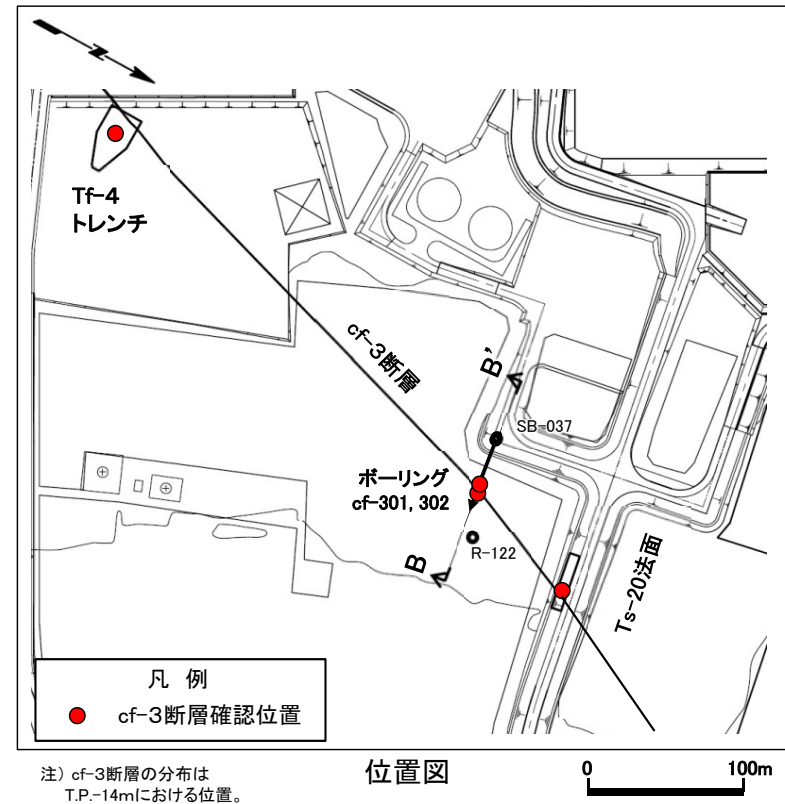 N
Tf-4
トレンチ
cf-3断層
B'
SB-037
ボーリング
cf-301, 302
R-122
B
Ts-20法面
凡 例
cf-3断層確認位置
注) cf-3断層の分布は
T.P.-14mにおける位置。
位置図
0 100m